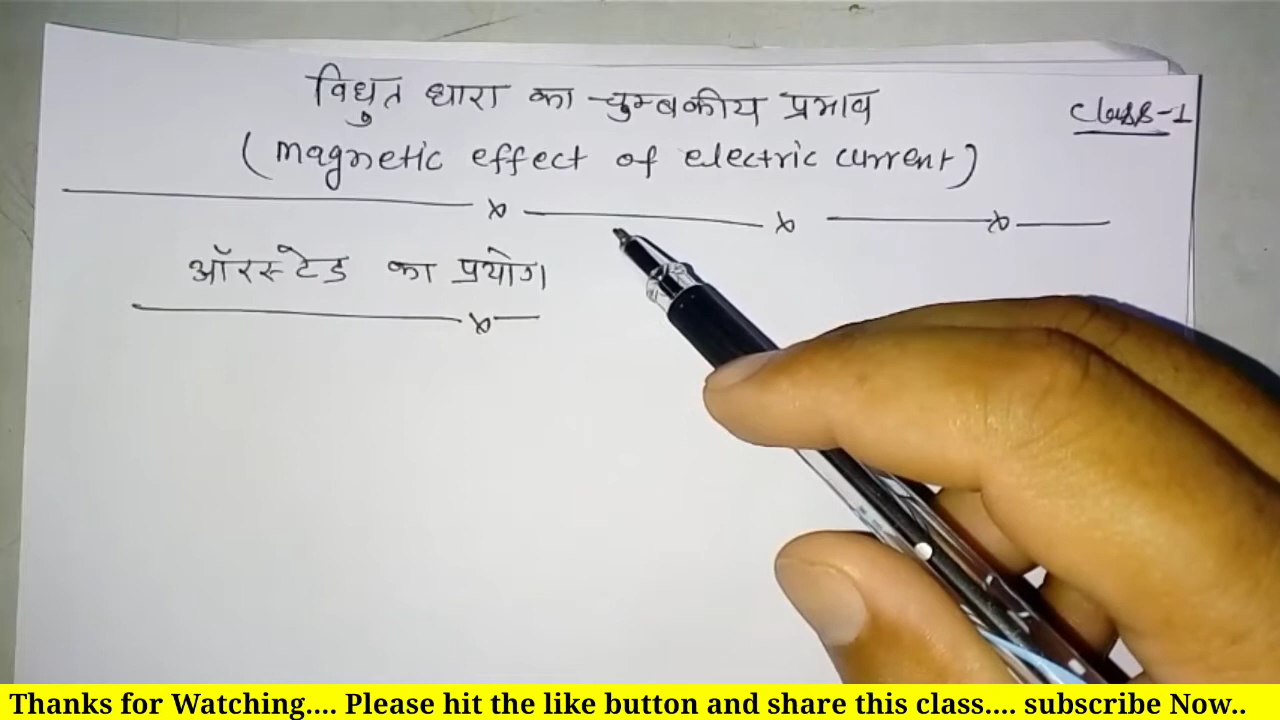 विधुत धारा का चुम्बकीय प्रभाव
class-1
(magnetic effect of electric current)
ऑरस्टेड का प्रयोग
Thanks for Watching.... Please hit the like button and share this class.... subscribe Now..